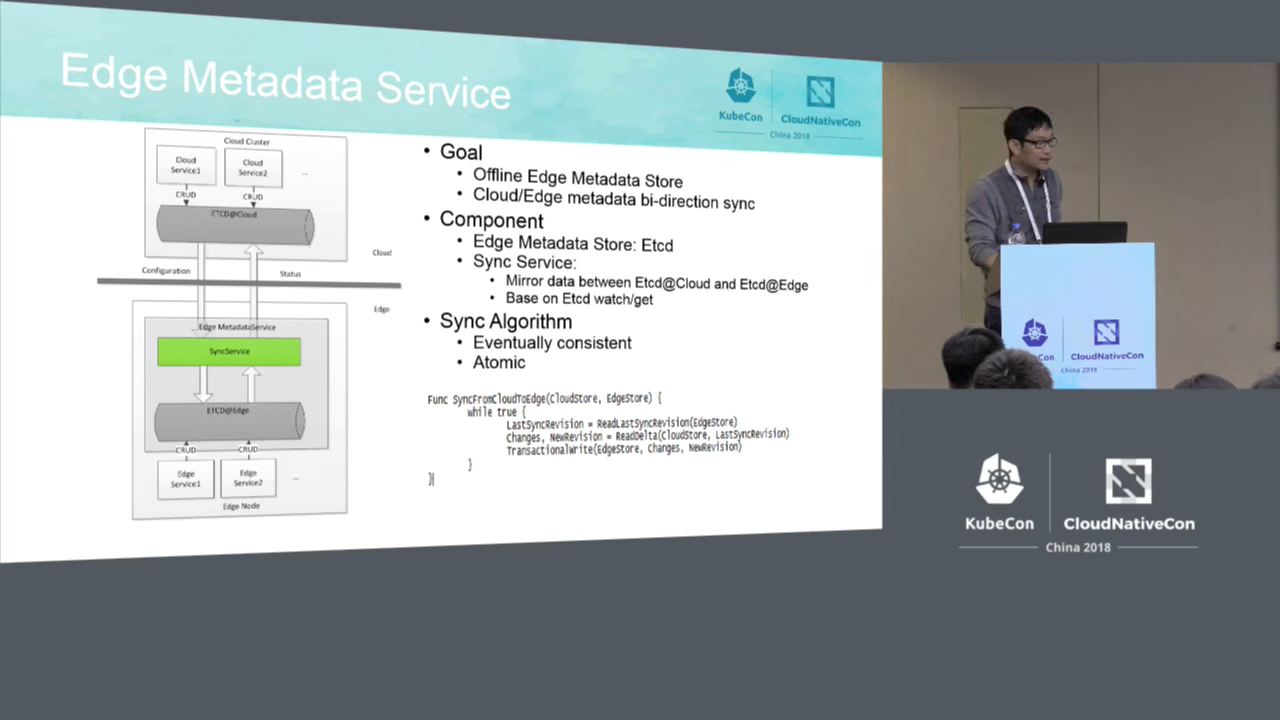 Edge Metadata Service
KubeCon
CloudNativeCon
China 2018
Cloud Cluster
Cloud
Service1
Cloud
Service2
...
CRUD
CRUD
ETCD@Cloud
Cloud
Configuration
Status
Edge
Edge MetadataService
SyncService
ETCD@Edge
CRUD
CRUD
Edge
Service1
Edge
Service2
...
Edge Node
• Goal
• Offline Edge Metadata Store
• Cloud/Edge metadata bi-direction sync
• Component
• Edge Metadata Store: Etcd
• Sync Service:
• Mirror data between Etcd@Cloud and Etcd@Edge
• Base on Etcd watch/get
• Sync Algorithm
• Eventually consistent
• Atomic
Func SyncFromCloudToEdge(CloudStore, EdgeStore) {
while true {
LastSyncRevision = ReadLastSyncRevision(EdgeStore)
Changes, NewRevision = ReadDelta(CloudStore, LastSyncRevision)
TransactionalWrite(EdgeStore, Changes, NewRevision)
}
}
CloudNativeCon
China 2018
KubeCon
CloudNativeCon
China 2018